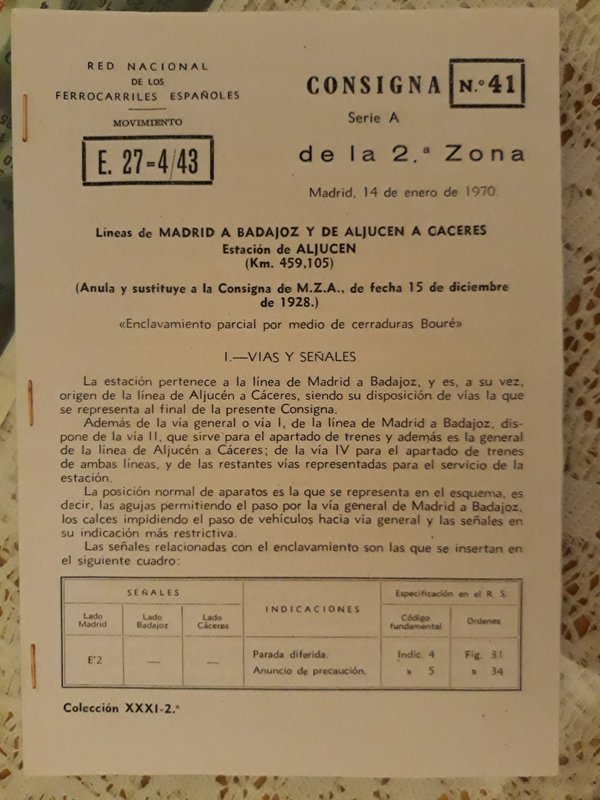 RED NACIONAL
DE LOS
FERROCARRILES ESPAÑOLES
MOVIMIENTO
E. 27-4/43
CONSIGNA N.º 41
Serie A
de la 2.ª Zona
Madrid, 14 de enero de 1970.
Líneas de MADRID A BADAJOZ Y DE ALJUCEN A CACERES
Estación de ALJUCEN
(Km. 459,105)
(Anula y sustituye a la Consigna de M.Z.A., de fecha 15 de diciembre
de 1928.)
«Enclavamiento parcial por medio de cerraduras Bouré»
I.—VIAS Y SEÑALES
La estación pertenece a la línea de Madrid a Badajoz, y es, a su vez,
origen de la línea de Aljucén a Cáceres, siendo su disposición de vías la que
se representa al final de la presente Consigna.
Además de la vía general o vía I, de la línea de Madrid a Badajoz, dis-
pone de la vía II, que sirve para el apartado de trenes y además es la general
de la línea de Aljucén a Cáceres; de la vía IV para el apartado de trenes
de ambas líneas, y de las restantes vías representadas para el servicio de la
estación.
La posición normal de aparatos es la que se representa en el esquema, es
decir, las agujas permitiendo el paso por la vía general de Madrid a Badajoz,
los calces impidiendo el paso de vehículos hacia vía general y las señales en
su indicación más restrictiva.
Las señales relacionadas con el enclavamiento son las que se insertan en
el siguiente cuadro:
SEÑALES
INDICACIONES
Especificación en el R. S.
Lado Madrid
Lado Badajoz
Lado Cáceres
Código fundamental
Ordenes
E'2 — — Parada diferida. Indic. 4 Fig. 31
Anuncio de precaución. » 5 » 34
Colección XXXI-2.ª